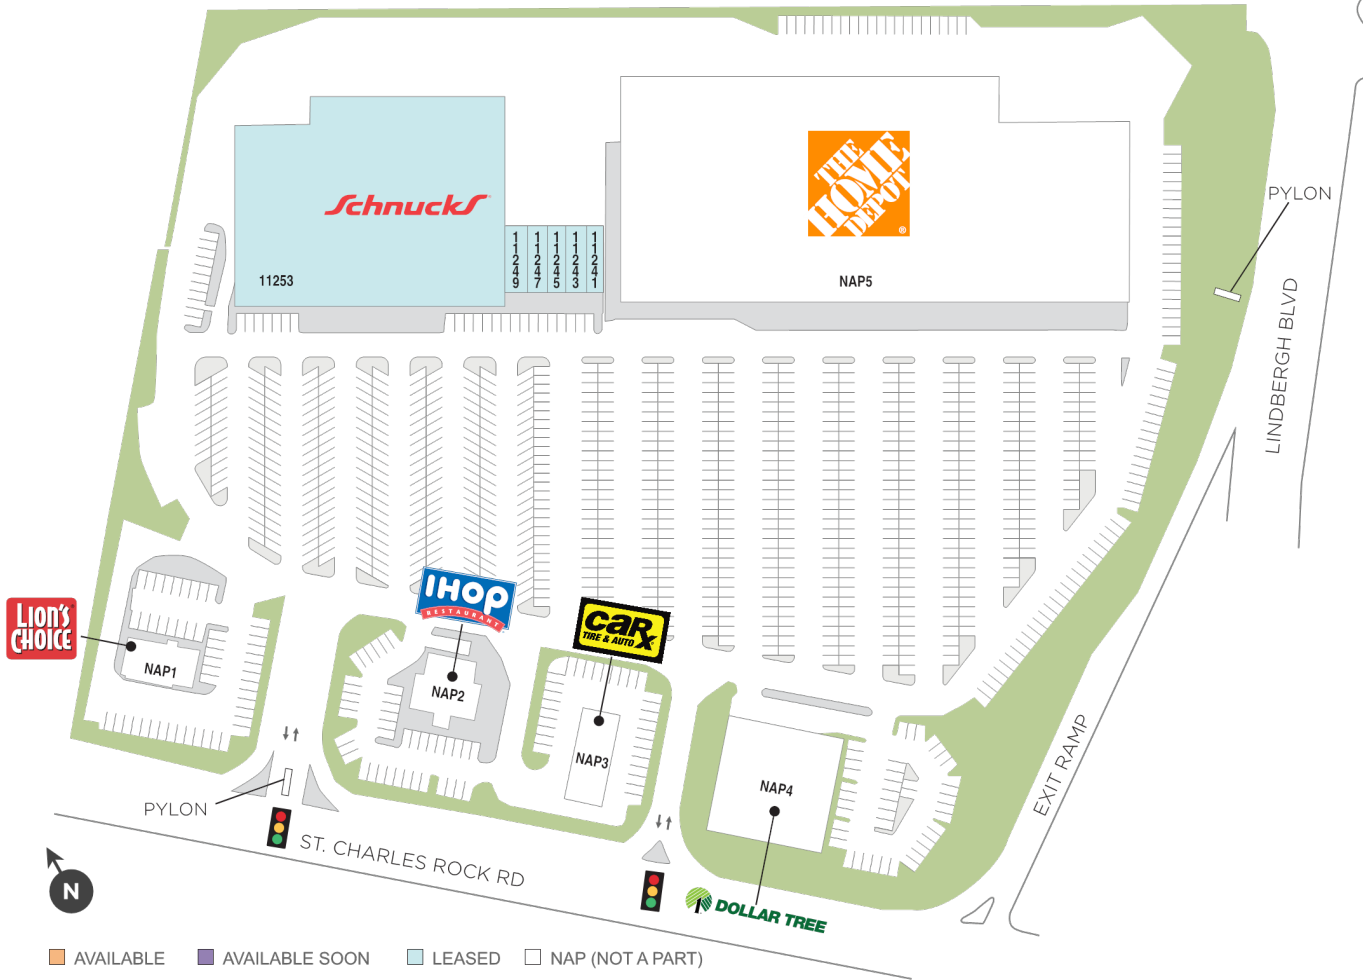 THE
HOME
DEPOT
®
Schnucks
PYLON
11249
11247
11245
11243
11241
11253
NAP5
LINDBERGH BLVD
IHOP
RESTAURANT
LION'S
CHOICE
CARX
TIRE & AUTO
NAP1
NAP2
NAP3
NAP4
EXIT RAMP
PYLON
ST. CHARLES ROCK RD
N
DOLLAR TREE
AVAILABLE
AVAILABLE SOON
LEASED
NAP (NOT A PART)